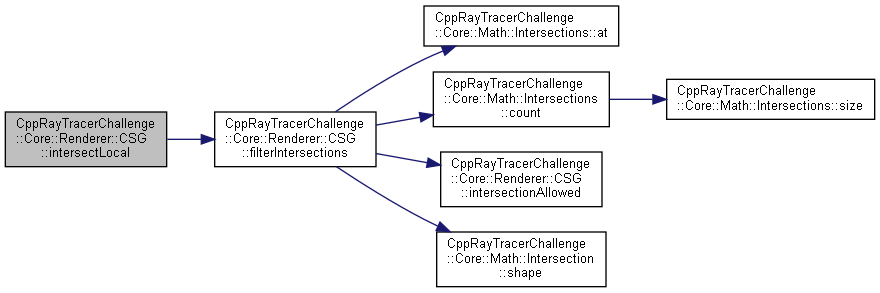 CppRayTracerChallenge
::Core::Renderer::CSG
::intersectLocal
CppRayTracerChallenge
::Core::Renderer::CSG
::filterIntersections
CppRayTracerChallenge
::Core::Math::Intersections::at
CppRayTracerChallenge
::Core::Math::Intersections
::count
CppRayTracerChallenge
::Core::Math::Intersections::size
CppRayTracerChallenge
::Core::Renderer::CSG
::intersectionAllowed
CppRayTracerChallenge
::Core::Math::Intersection
::shape